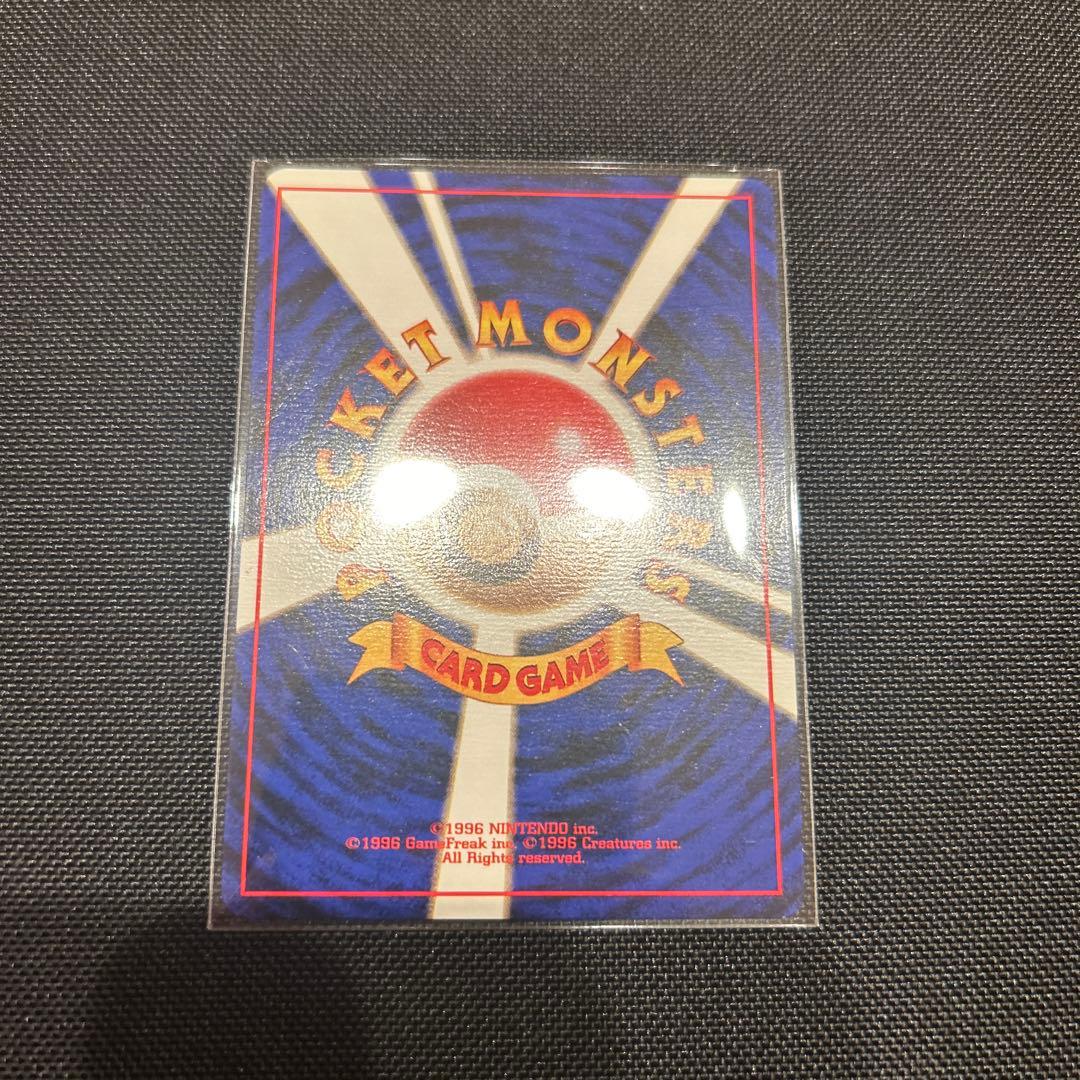 POCKET MONSTERS
CARD GAME
©1996 NINTENDO inc.
©1996 GameFreak inc. ©1996 Creatures inc.
All Rights reserved.